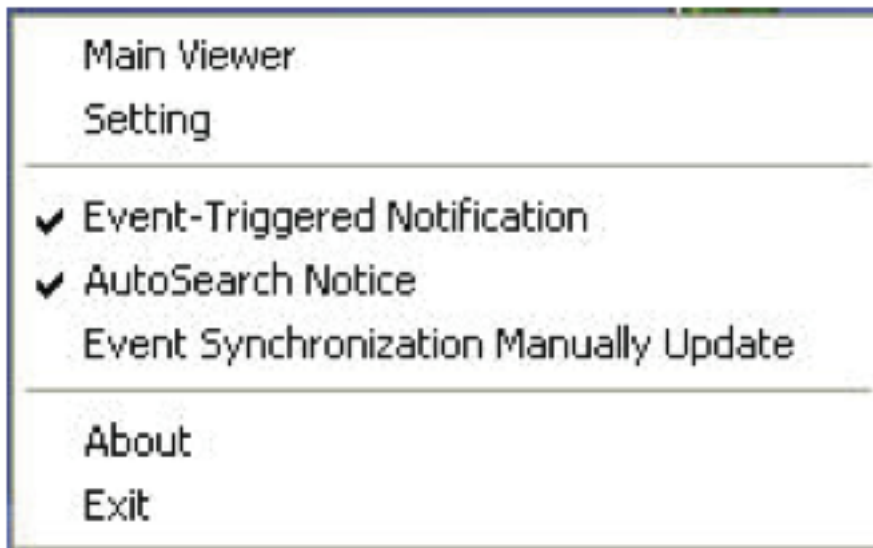 Main Viewer
Setting
Event-Triggered Notification
AutoSearch Notice
Event Synchronization Manually Update
About
Exit